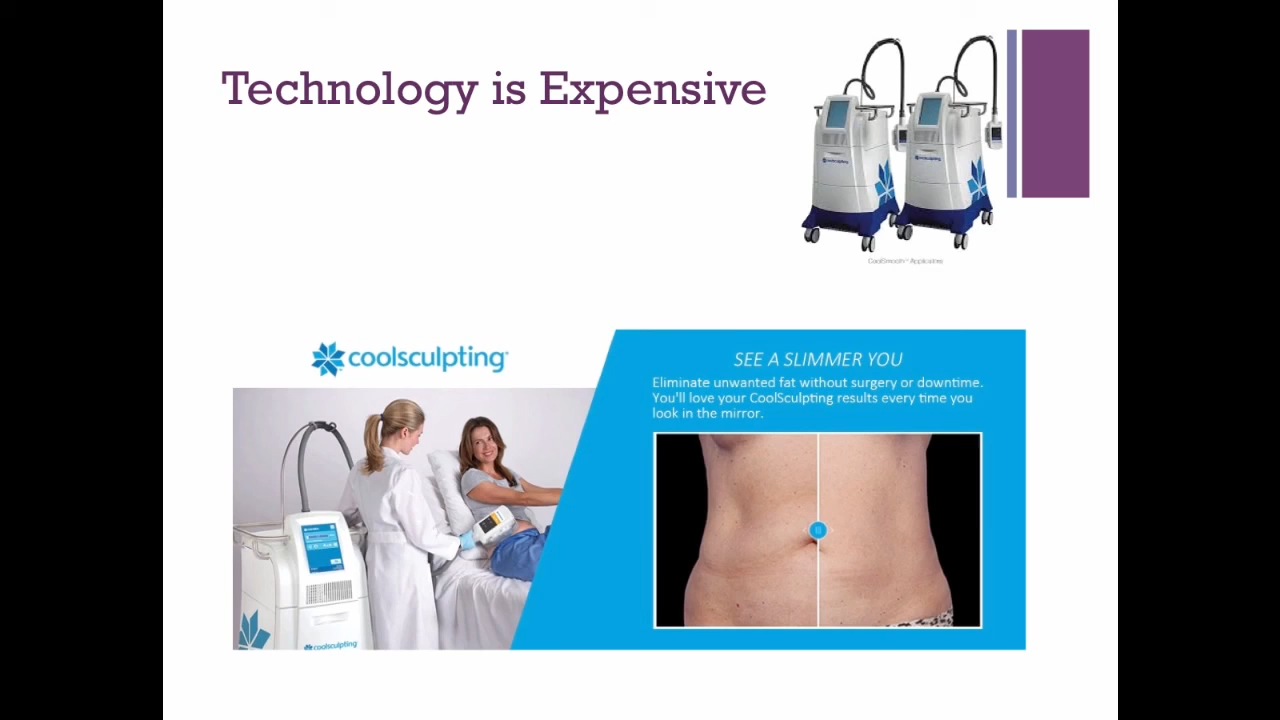 Technology is Expensive
coolsculpting
CoolSmooth™ Applicators
coolsculpting
SEE A SLIMMER YOU
Eliminate unwanted fat without surgery or downtime.
You'll love your CoolSculpting results every time you
look in the mirror.
coolsculpting